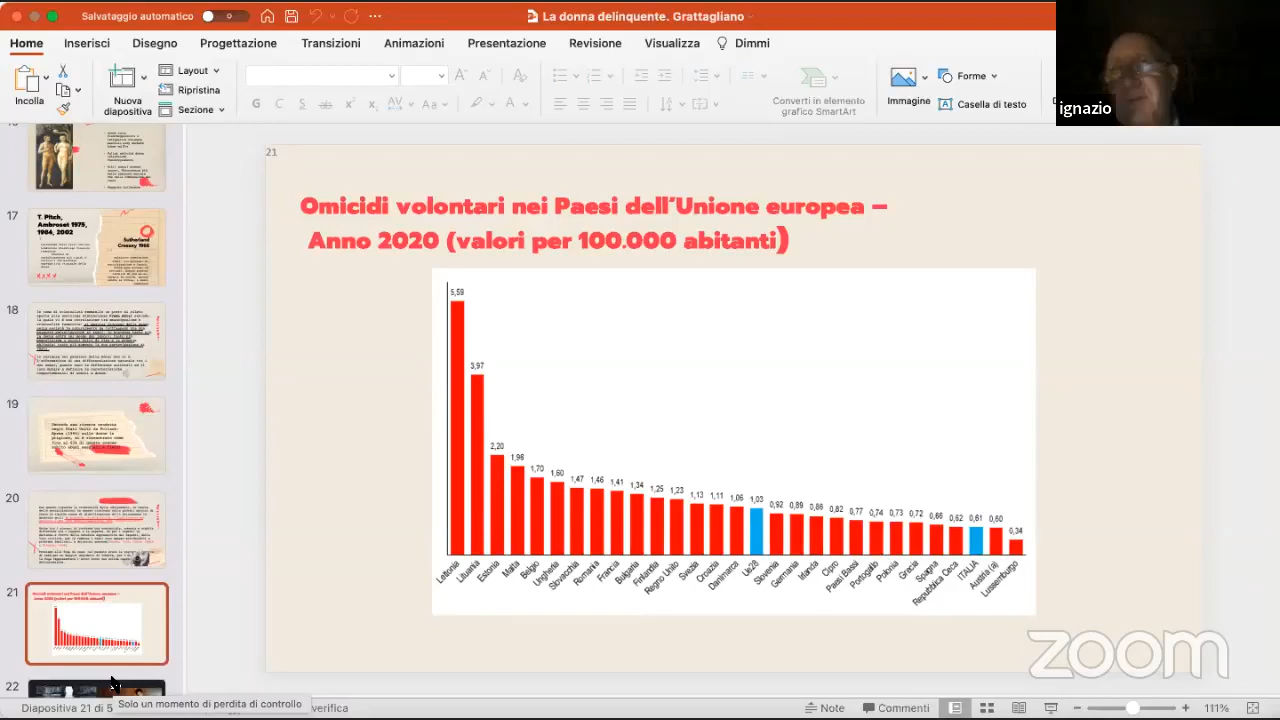 Salvataggio automatico
La donna delinquente. Grattagliano
Home Inserisci Disegno Progettazione Transizioni Animazioni Presentazione Revisione Visualizza Dimmi
Incolla
Nuova diapositiva
Layout
Ripristina
Sezione
G C S
Converti in elemento grafico SmartArt
Immagine
Forme
Casella di testo
ignazio
17
T. Pitch,
Ambroset 1975,
1984, 2002
Sutherland
Cressey 1966
18
19
20
21
22
21
Omicidi volontari nei Paesi dell'Unione europea –
Anno 2020 (valori per 100.000 abitanti)
5,59
3,97
2,20
1,96
1,70
1,60
1,47
1,46
1,41
1,34
1,25
1,23
1,13
1,11
1,06
1,03
0,92
0,89
0,86
0,82
0,77
0,74
0,73
0,72
0,66
0,62
0,61
0,60
0,34
Lettonia
Lituania
Estonia
Malta
Belgio
Ungheria
Slovacchia
Romania
Francia
Bulgaria
Finlandia
Regno Unito
Svezia
Croazia
Danimarca
Ue28
Slovenia
Germania
Irlanda
Cipro
Paesi Bassi
Portogallo
Polonia
Grecia
Spagna
Repubblica Ceca
ITALIA
Austria (a)
Lussemburgo
zoom
Diapositiva 21 di 5
Solo un momento di perdita di controllo
verifica
Note
Commenti
111%